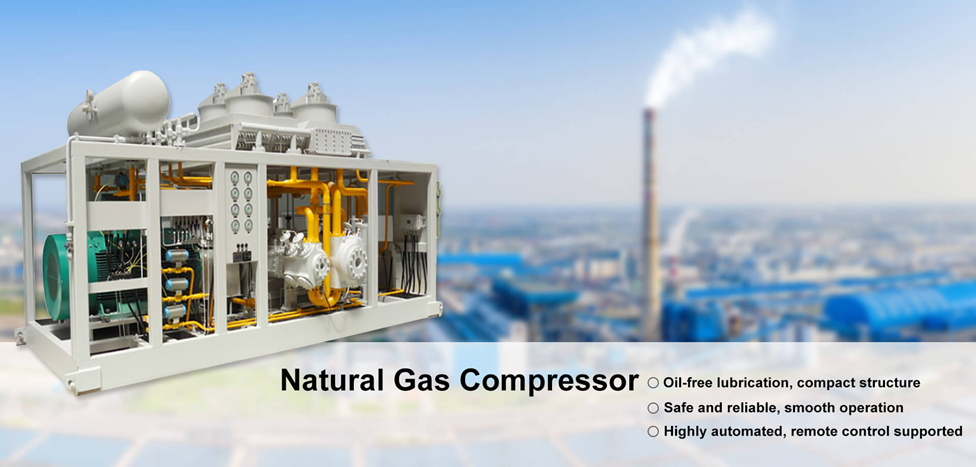 Natural Gas Compressor
○ Oil-free lubrication, compact structure
○ Safe and reliable, smooth operation
○ Highly automated, remote control supported